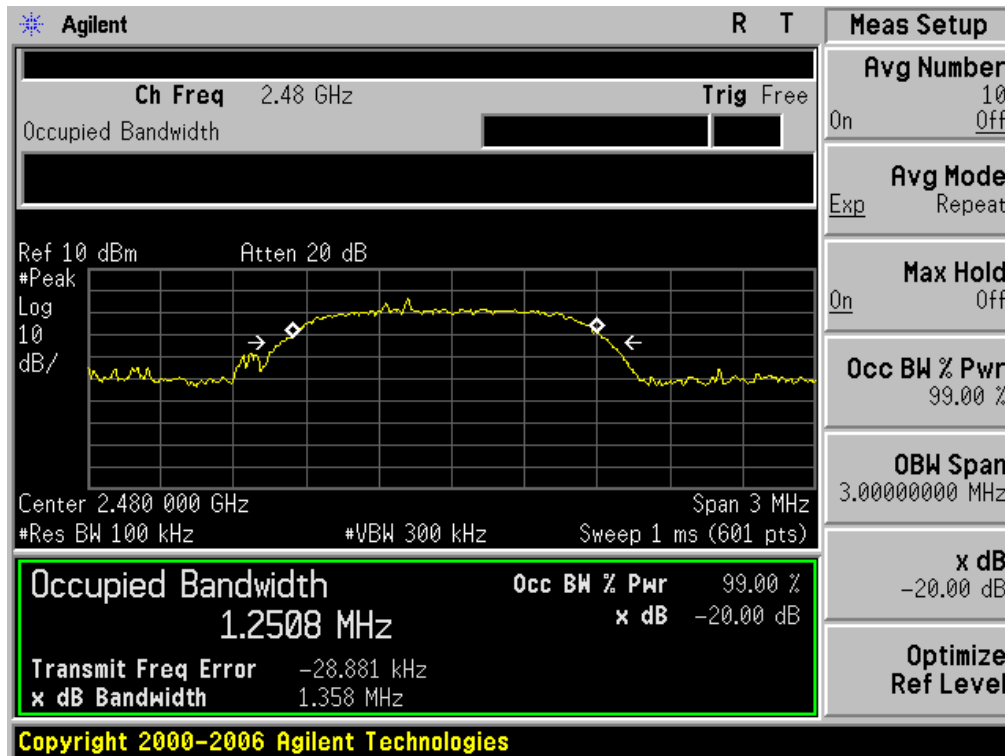 Agilent R T
Ch Freq 2.48 GHz Trig Free
Occupied Bandwidth
Ref 10 dBm Atten 20 dB
#Peak
Log
10
dB/
Center 2.480 000 GHz Span 3 MHz
#Res BW 100 kHz #VBW 300 kHz Sweep 1 ms (601 pts)
Occupied Bandwidth Occ BW % Pwr 99.00 %
1.2508 MHz x dB -20.00 dB
Transmit Freq Error -28.881 kHz
x dB Bandwidth 1.358 MHz
Copyright 2000-2006 Agilent Technologies
Meas Setup
Avg Number
10
On Off
Avg Mode
Exp Repeat
Max Hold
On Off
Occ BW % Pwr
99.00 %
OBW Span
3.00000000 MHz
x dB
-20.00 dB
Optimize
Ref Level